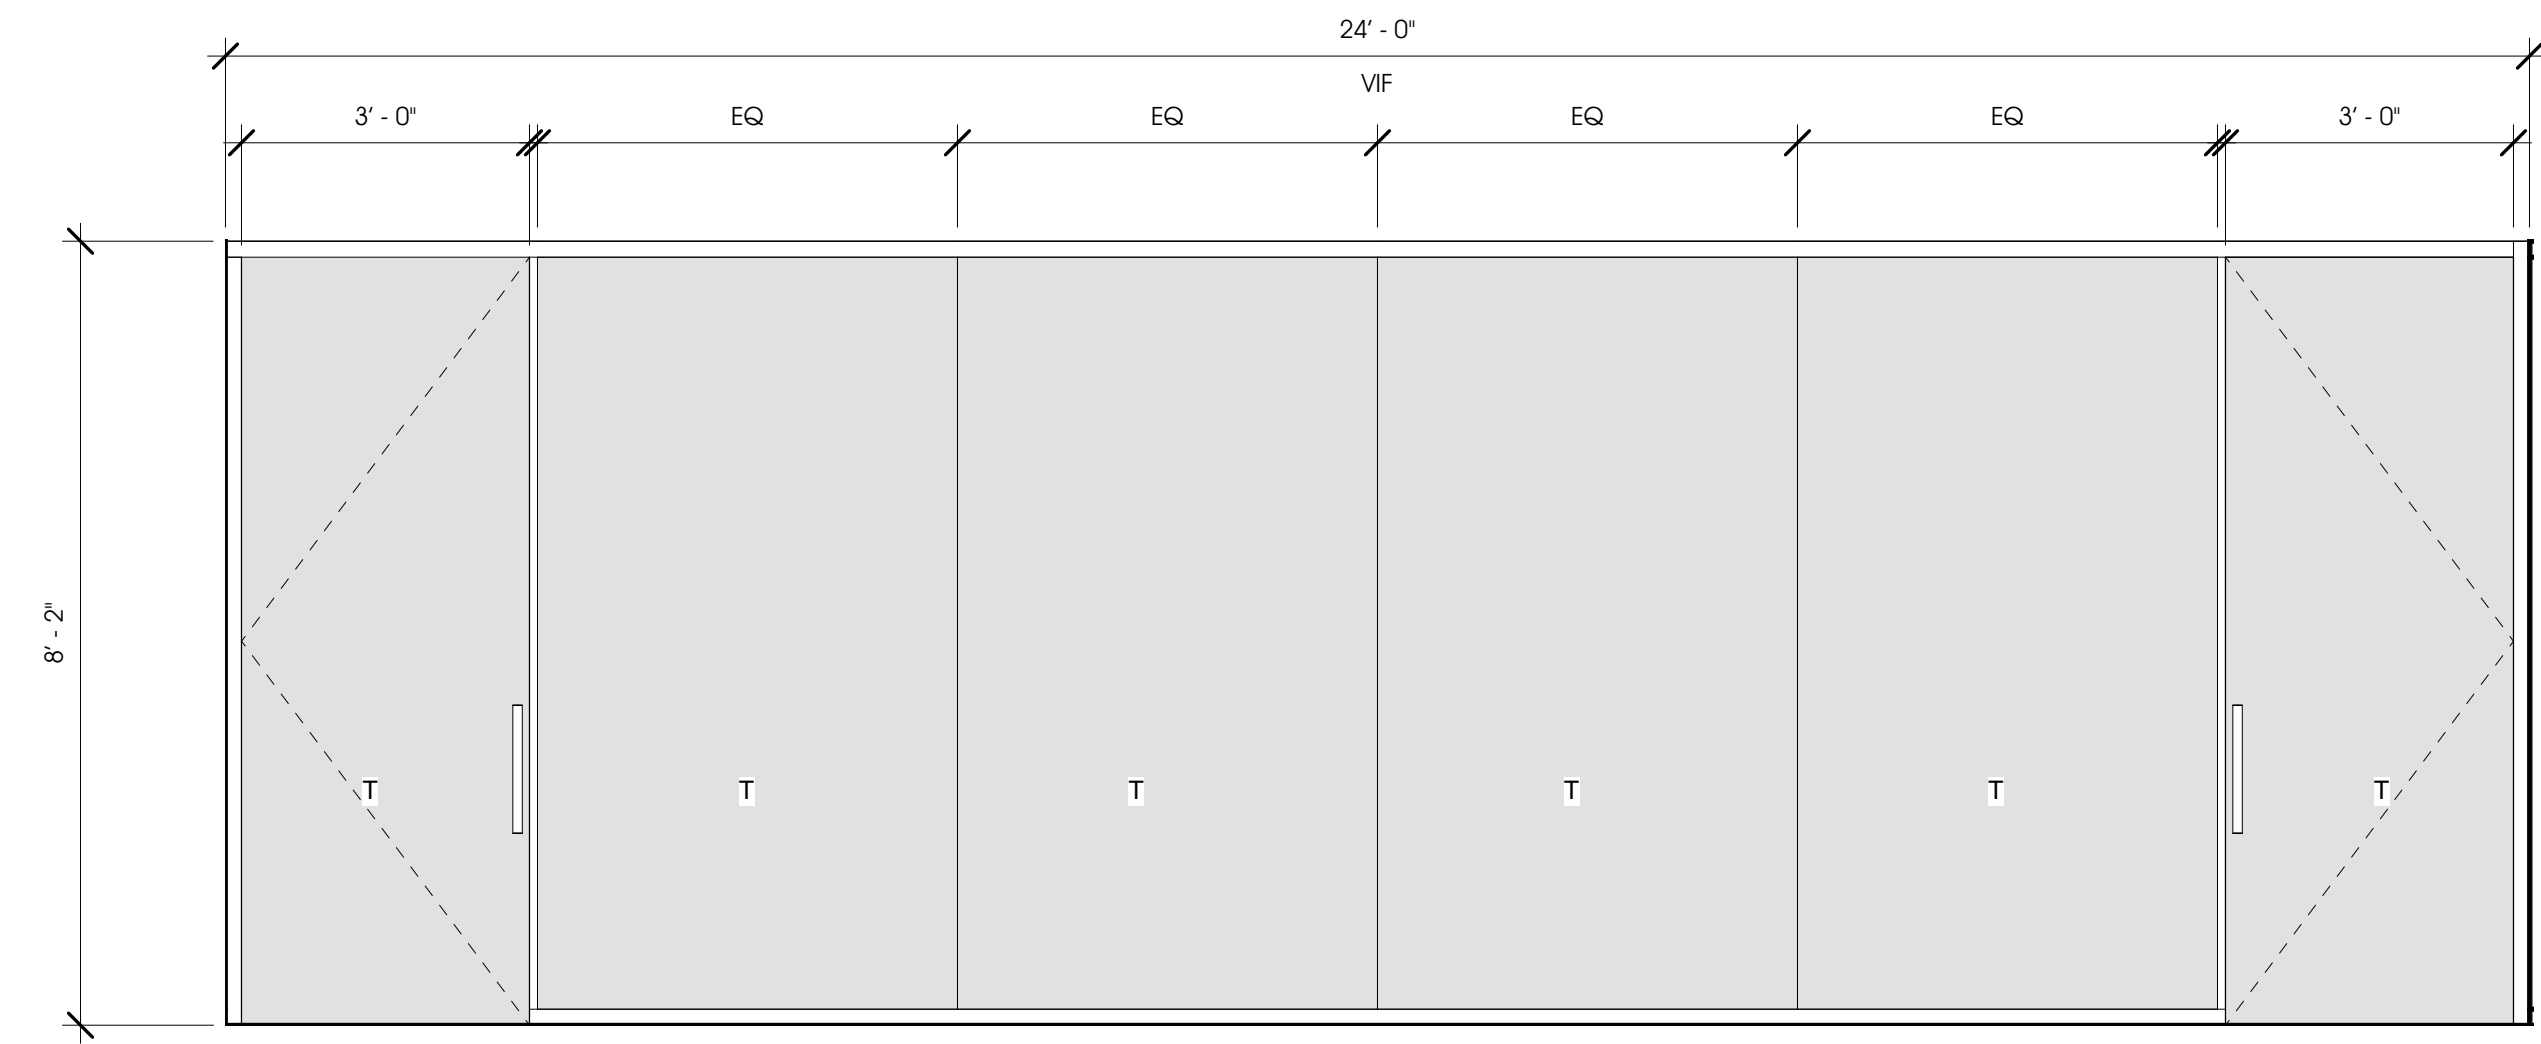 24' - 0"
VIF
3' - 0"
EQ
EQ
EQ
EQ
3' - 0"
8' - 2"
T
T
T
T
T
T